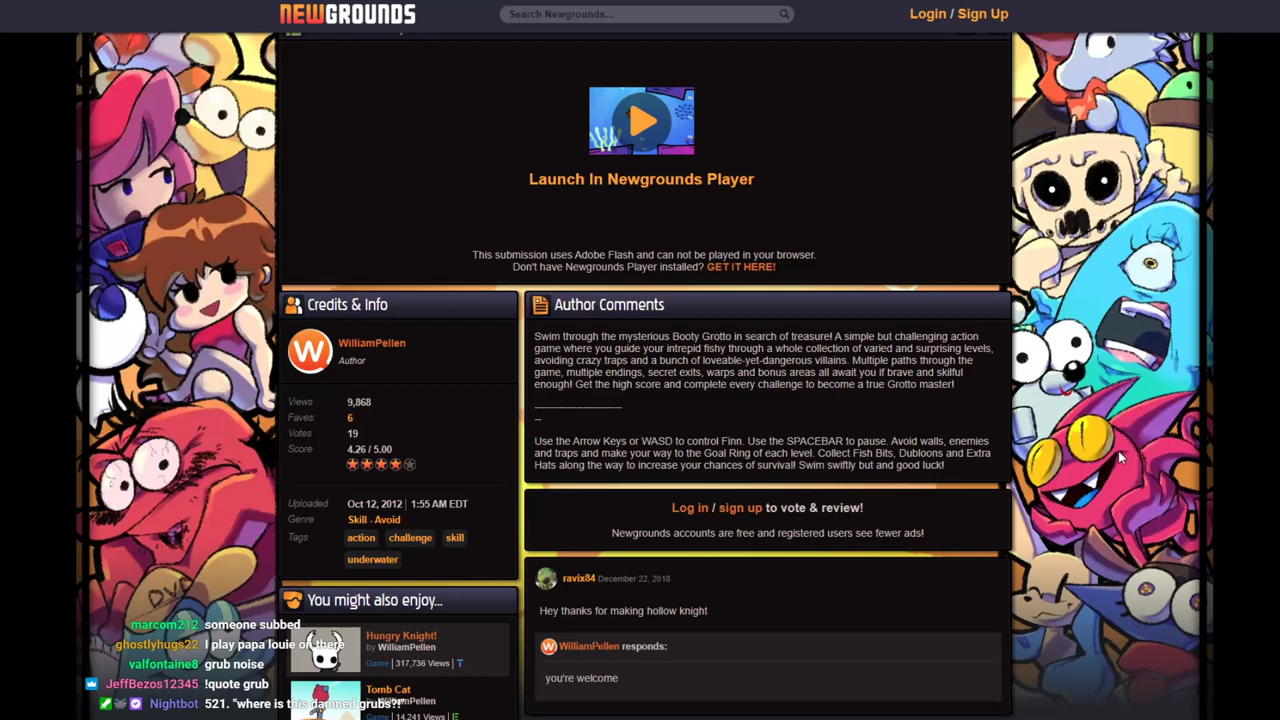 NEWGROUNDS
Search Newgrounds...
Login / Sign Up
Launch In Newgrounds Player
This submission uses Adobe Flash and can not be played in your browser.
Don't have Newgrounds Player installed? GET IT HERE!
Credits & Info
WilliamPellen
Author
Views 9,868
Faves: 6
Votes 19
Score 4.26 / 5.00
Uploaded Oct 12, 2012 | 1:55 AM EDT
Genre Skill - Avoid
Tags action challenge skill
underwater
You might also enjoy...
Hungry Knight!
by WilliamPellen
Game | 317,736 Views |
Tomb Cat
by WilliamPellen
Game | 14,241 Views |
Author Comments
Swim through the mysterious Booty Grotto in search of treasure! A simple but challenging action
game where you guide your intrepid fishy through a whole collection of varied and surprising levels,
avoiding crazy traps and a bunch of loveable-yet-dangerous villains. Multiple paths through the
game, multiple endings, secret exits, warps and bonus areas all await you if brave and skilful
enough! Get the high score and complete every challenge to become a true Grotto master!
-----------------------------
--
Use the Arrow Keys or WASD to control Finn. Use the SPACEBAR to pause. Avoid walls, enemies
and traps and make your way to the Goal Ring of each level. Collect Fish Bits, Dubloons and Extra
Hats along the way to increase your chances of survival! Swim swiftly but and good luck!
Log in / sign up to vote & review!
Newgrounds accounts are free and registered users see fewer ads!
ravix84 December 22, 2018
Hey thanks for making hollow knight
WilliamPellen responds:
you're welcome
marcom212 someone subbed
ghostlyhugs22 I play papa louie on there
valfontaine8 grub noise
JeffBezos12345 !quote grub
Nightbot 521. "where is this damned grubs?!